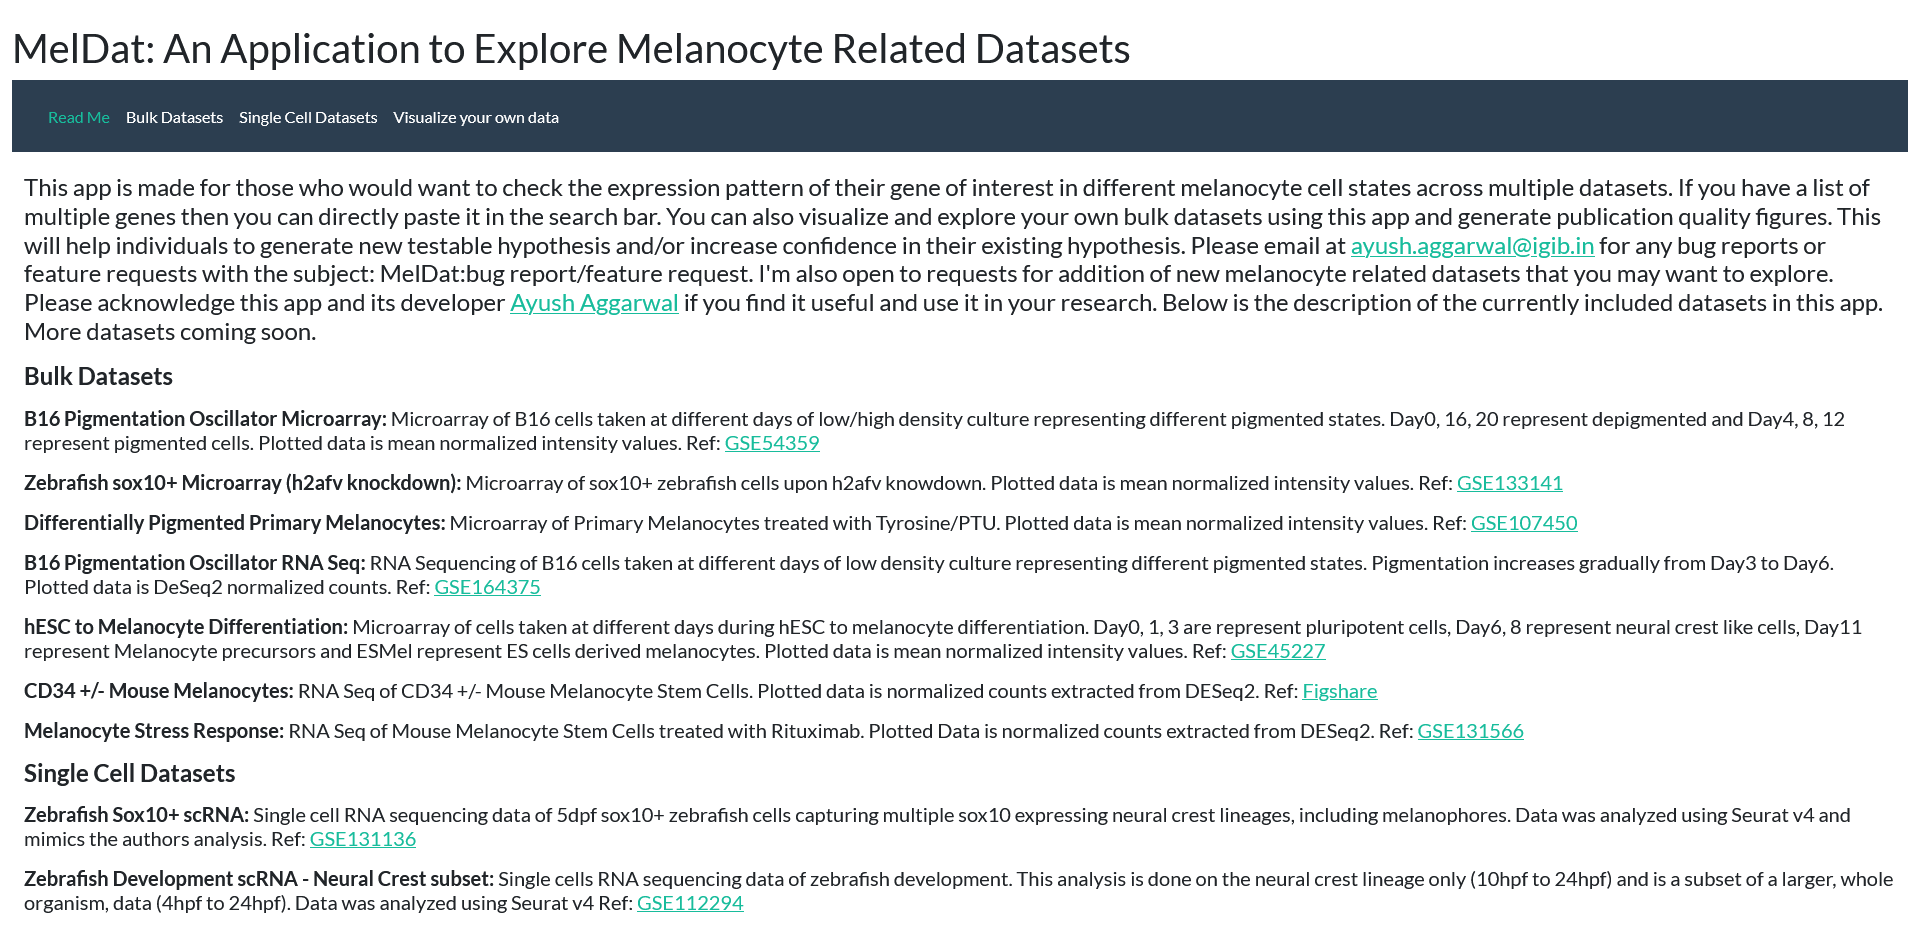 MelDat: An Application to Explore Melanocyte Related Datasets
Read Me Bulk Datasets Single Cell Datasets Visualize your own data
This app is made for those who would want to check the expression pattern of their gene of interest in different melanocyte cell states across multiple datasets. If you have a list of
multiple genes then you can directly paste it in the search bar. You can also visualize and explore your own bulk datasets using this app and generate publication quality figures. This
will help individuals to generate new testable hypothesis and/or increase confidence in their existing hypothesis. Please email at ayush.aggarwal@igib.in for any bug reports or
feature requests with the subject: MelDat:bug report/feature request. I'm also open to requests for addition of new melanocyte related datasets that you may want to explore.
Please acknowledge this app and its developer Ayush Aggarwal if you find it useful and use it in your research. Below is the description of the currently included datasets in this app.
More datasets coming soon.
Bulk Datasets
B16 Pigmentation Oscillator Microarray: Microarray of B16 cells taken at different days of low/high density culture representing different pigmented states. Day0, 16, 20 represent depigmented and Day4, 8, 12
represent pigmented cells. Plotted data is mean normalized intensity values. Ref: GSE54359
Zebrafish sox10+ Microarray (h2afv knockdown): Microarray of sox10+ zebrafish cells upon h2afv knowdown. Plotted data is mean normalized intensity values. Ref: GSE133141
Differentially Pigmented Primary Melanocytes: Microarray of Primary Melanocytes treated with Tyrosine/PTU. Plotted data is mean normalized intensity values. Ref: GSE107450
B16 Pigmentation Oscillator RNA Seq: RNA Sequencing of B16 cells taken at different days of low density culture representing different pigmented states. Pigmentation increases gradually from Day3 to Day6.
Plotted data is DeSeq2 normalized counts. Ref: GSE164375
hESC to Melanocyte Differentiation: Microarray of cells taken at different days during hESC to melanocyte differentiation. Day0, 1, 3 are represent pluripotent cells, Day6, 8 represent neural crest like cells, Day11
represent Melanocyte precursors and ESMel represent ES cells derived melanocytes. Plotted data is mean normalized intensity values. Ref: GSE45227
CD34 +/- Mouse Melanocytes: RNA Seq of CD34 +/- Mouse Melanocyte Stem Cells. Plotted data is normalized counts extracted from DESeq2. Ref: Figshare
Melanocyte Stress Response: RNA Seq of Mouse Melanocyte Stem Cells treated with Rituximab. Plotted Data is normalized counts extracted from DESeq2. Ref: GSE131566
Single Cell Datasets
Zebrafish Sox10+ scRNA: Single cell RNA sequencing data of 5dpf sox10+ zebrafish cells capturing multiple sox10 expressing neural crest lineages, including melanophores. Data was analyzed using Seurat v4 and
mimics the authors analysis. Ref: GSE131136
Zebrafish Development scRNA - Neural Crest subset: Single cells RNA sequencing data of zebrafish development. This analysis is done on the neural crest lineage only (10hpf to 24hpf) and is a subset of a larger, whole
organism, data (4hpf to 24hpf). Data was analyzed using Seurat v4 Ref: GSE112294